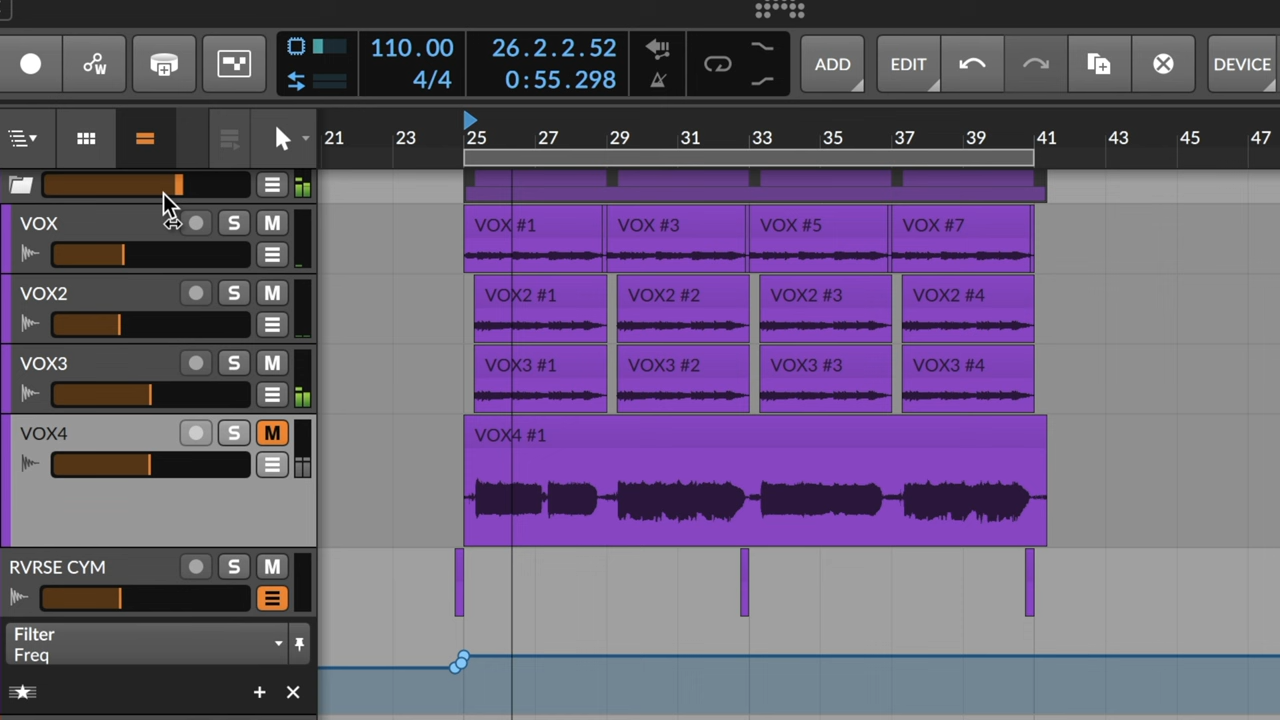 110.00
4/4
26.2.2.52
0:55.298
ADD
EDIT
DEVICE
W
21 23 25 27 29 31 33 35 37 39 41 43 45 47
VOX S M
VOX #1 VOX #3 VOX #5 VOX #7
VOX2 S M
VOX2 #1 VOX2 #2 VOX2 #3 VOX2 #4
VOX3 S M
VOX3 #1 VOX3 #2 VOX3 #3 VOX3 #4
VOX4 S M
VOX4 #1
RVRSE CYM S M
Filter
Freq